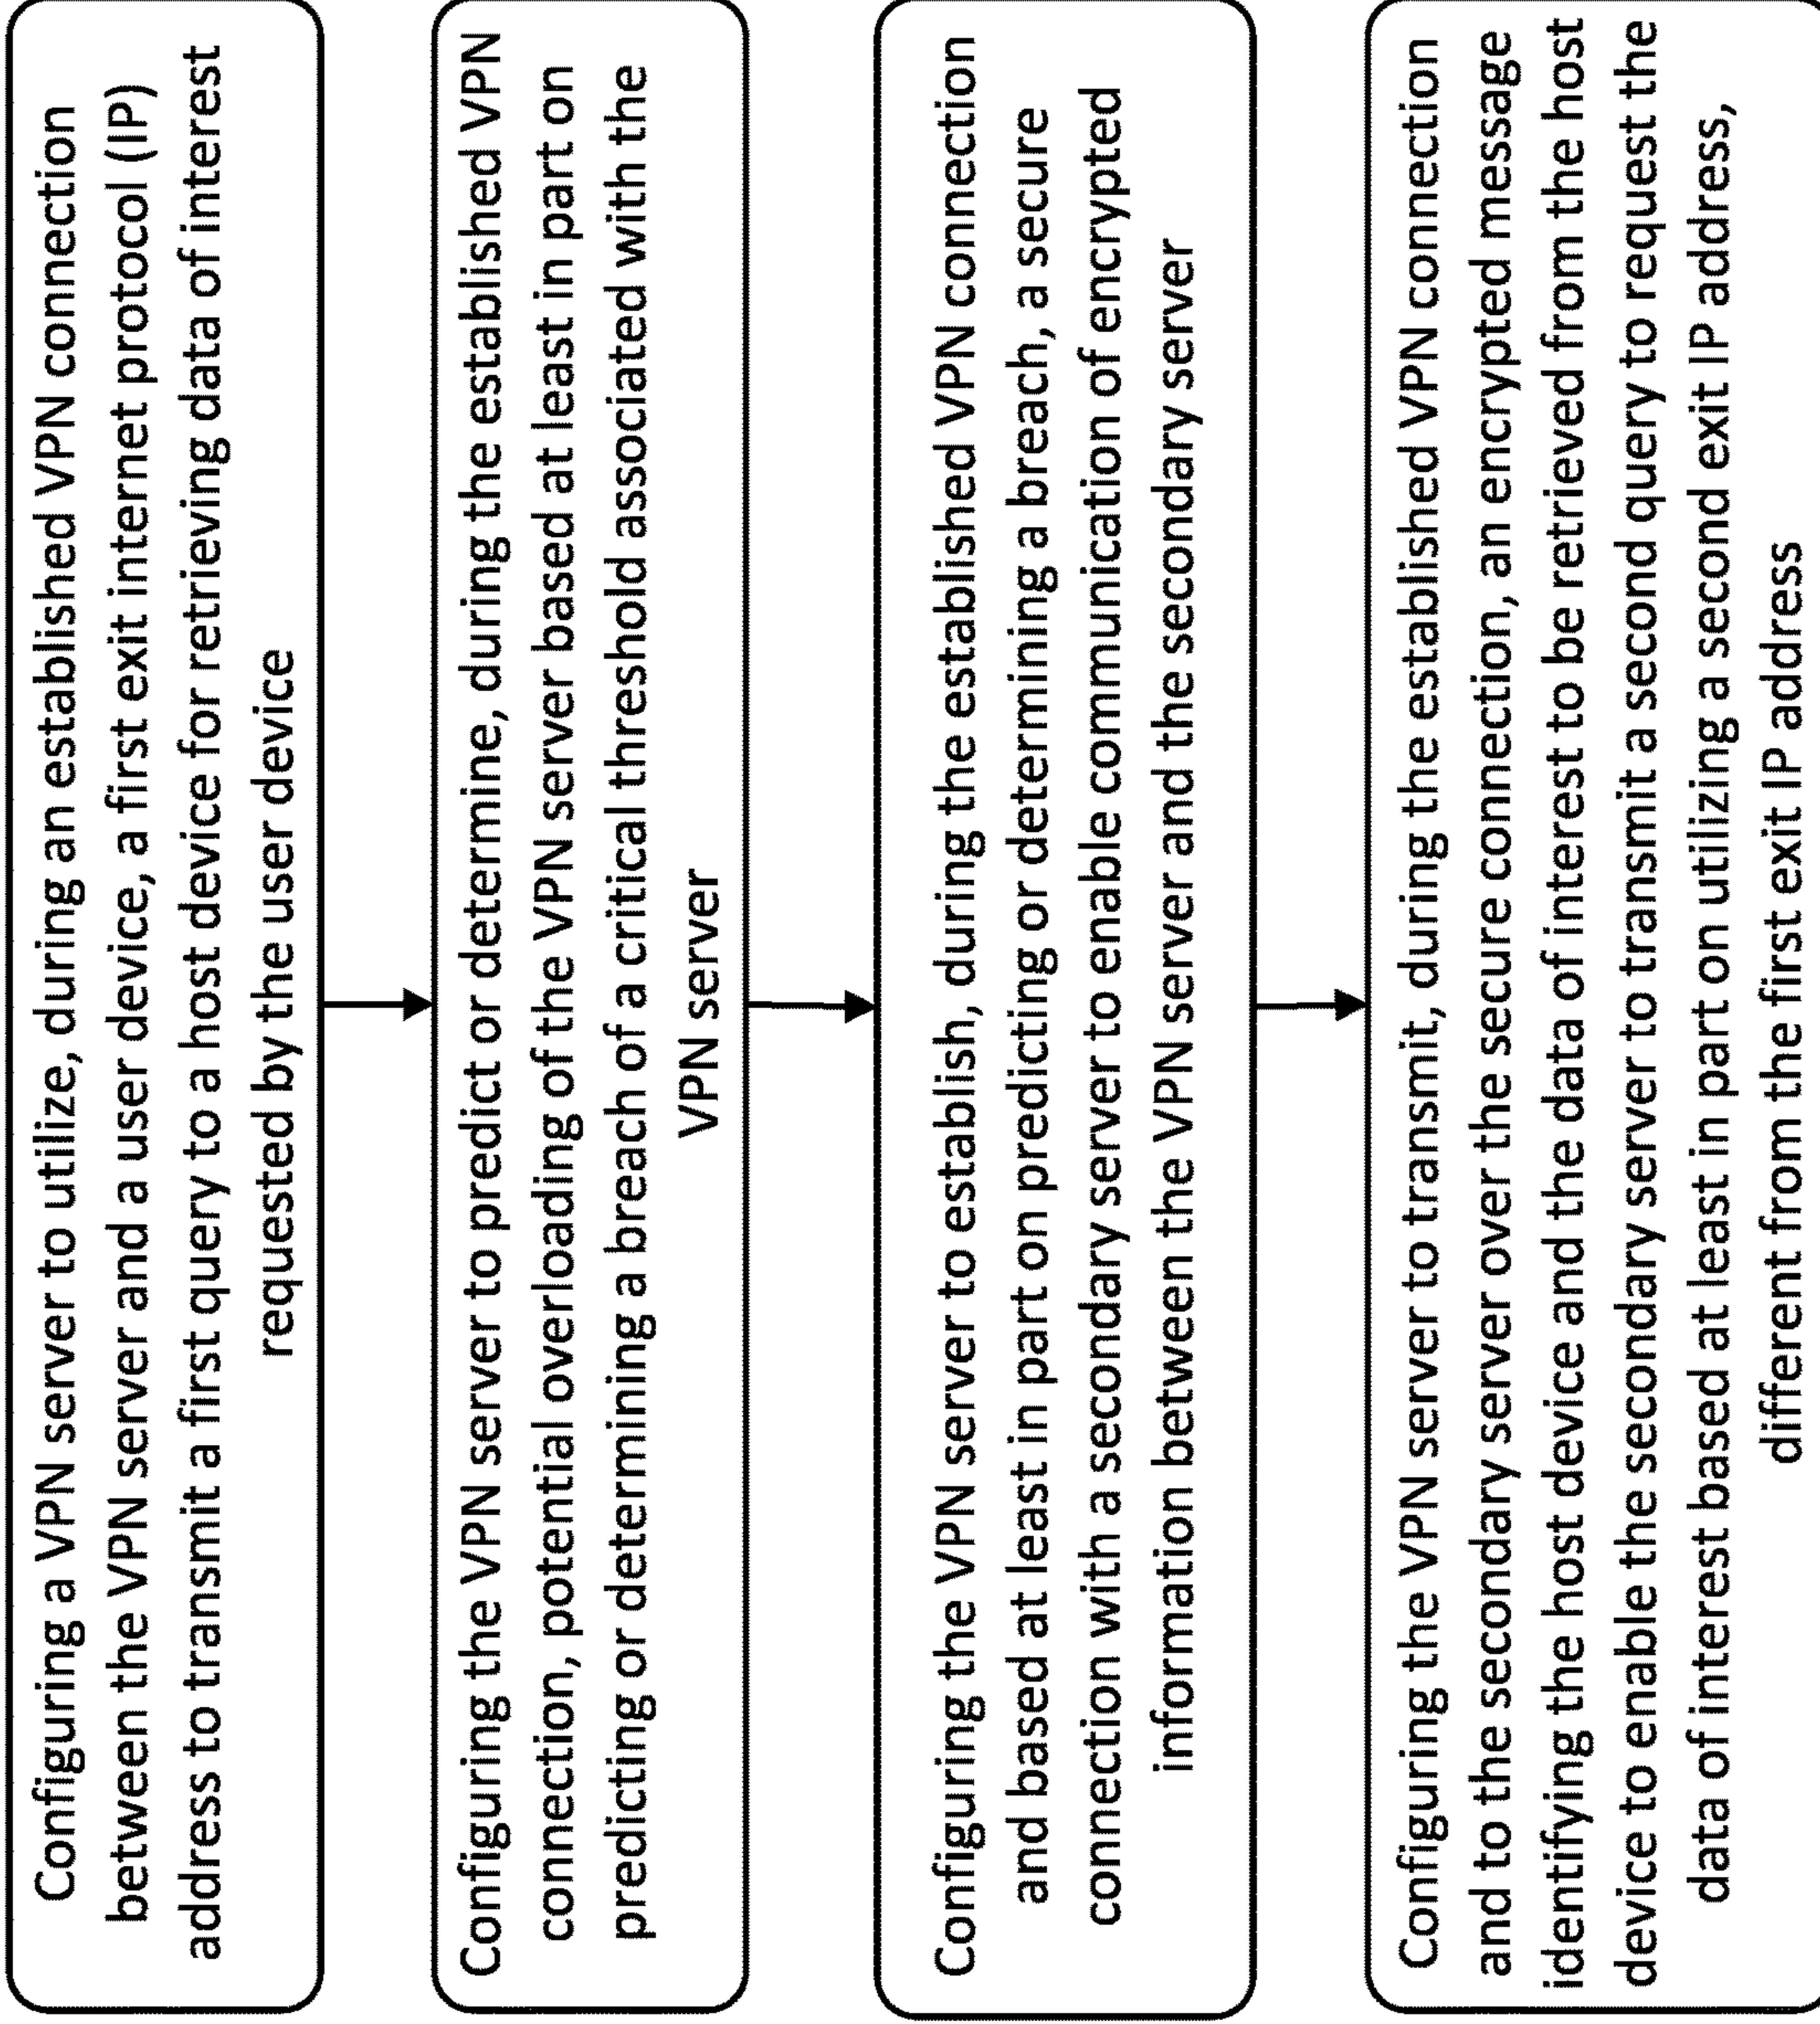 Configuring a VPN server to utilize, during an established VPN connection
between the VPN server and a user device, a first exit internet protocol (IP)
address to transmit a first query to a host device for retrieving data of interest
requested by the user device
Configuring the VPN server to predict or determine, during the established VPN
connection, potential overloading of the VPN server based at least in part on
predicting or determining a breach of a critical threshold associated with the
VPN server
Configuring the VPN server to establish, during the established VPN connection
and based at least in part on predicting or determining a breach, a secure
connection with a secondary server to enable communication of encrypted
information between the VPN server and the secondary server
Configuring the VPN server to transmit, during the established VPN connection
and to the secondary server over the secure connection, an encrypted message
identifying the host device and the data of interest to be retrieved from the host
device to enable the secondary server to transmit a second query to request the
data of interest based at least in part on utilizing a second exit IP address,
different from the first exit IP address